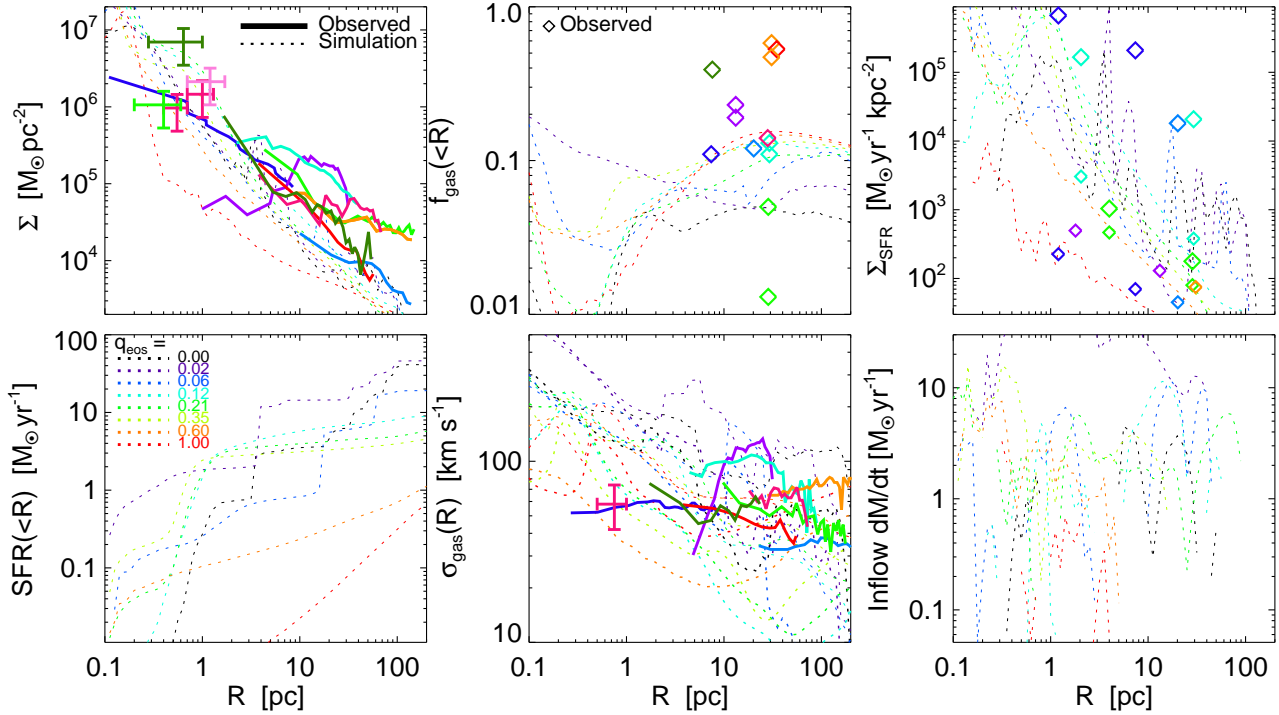 Observed
Simulation
Σ [M⊙ pc⁻²]
10⁷
10⁶
10⁵
10⁴
◇ Observed
f_gas(<R)
1.0
0.1
0.01
Σ_SFR [M⊙ yr⁻¹ kpc⁻²]
10⁵
10⁴
10³
10²
SFR(<R) [M⊙ yr⁻¹]
100
10
1
0.1
q_eos =
0.00
0.02
0.06
0.12
0.21
0.35
0.60
1.00
0.1 1 10 100
R [pc]
σ_gas(R) [km s⁻¹]
100
10
0.1 1 10 100
R [pc]
Inflow dM/dt [M⊙ yr⁻¹]
10
1
0.1
0.1 1 10 100
R [pc]